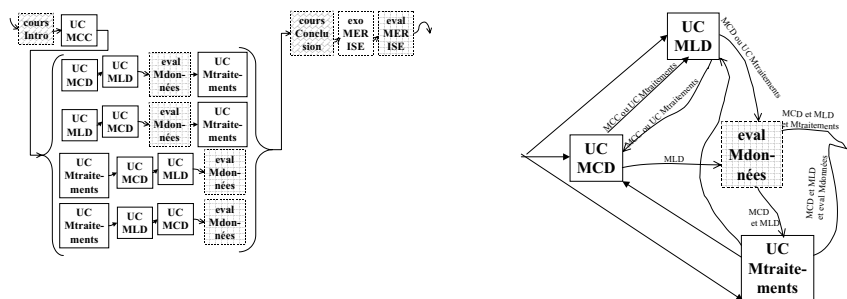 cours
Intro
UC
MCC
cours
Conclu
sion
exo
MER
ISE
eval
MER
ISE
UC
MCD
UC
MLD
eval
Mdon-
nées
UC
Mtraite-
ments
UC
MLD
UC
MCD
eval
Mdon-
nées
UC
Mtraite-
ments
UC
Mtraite-
ments
UC
MCD
UC
MLD
eval
Mdon-
nées
UC
Mtraite-
ments
UC
MLD
UC
MCD
eval
Mdon-
nées
UC
MLD
MCD ou UC Mtraitements
MCC ou UC Mtraitements
MCC ou UC Mtraitements
UC
MCD
MLD
eval
Mdon-
nées
MCD et MLD
et Mtraitements
MCD et MLD
et eval Mdonnées
MCD
et MLD
UC
Mtraite-
ments